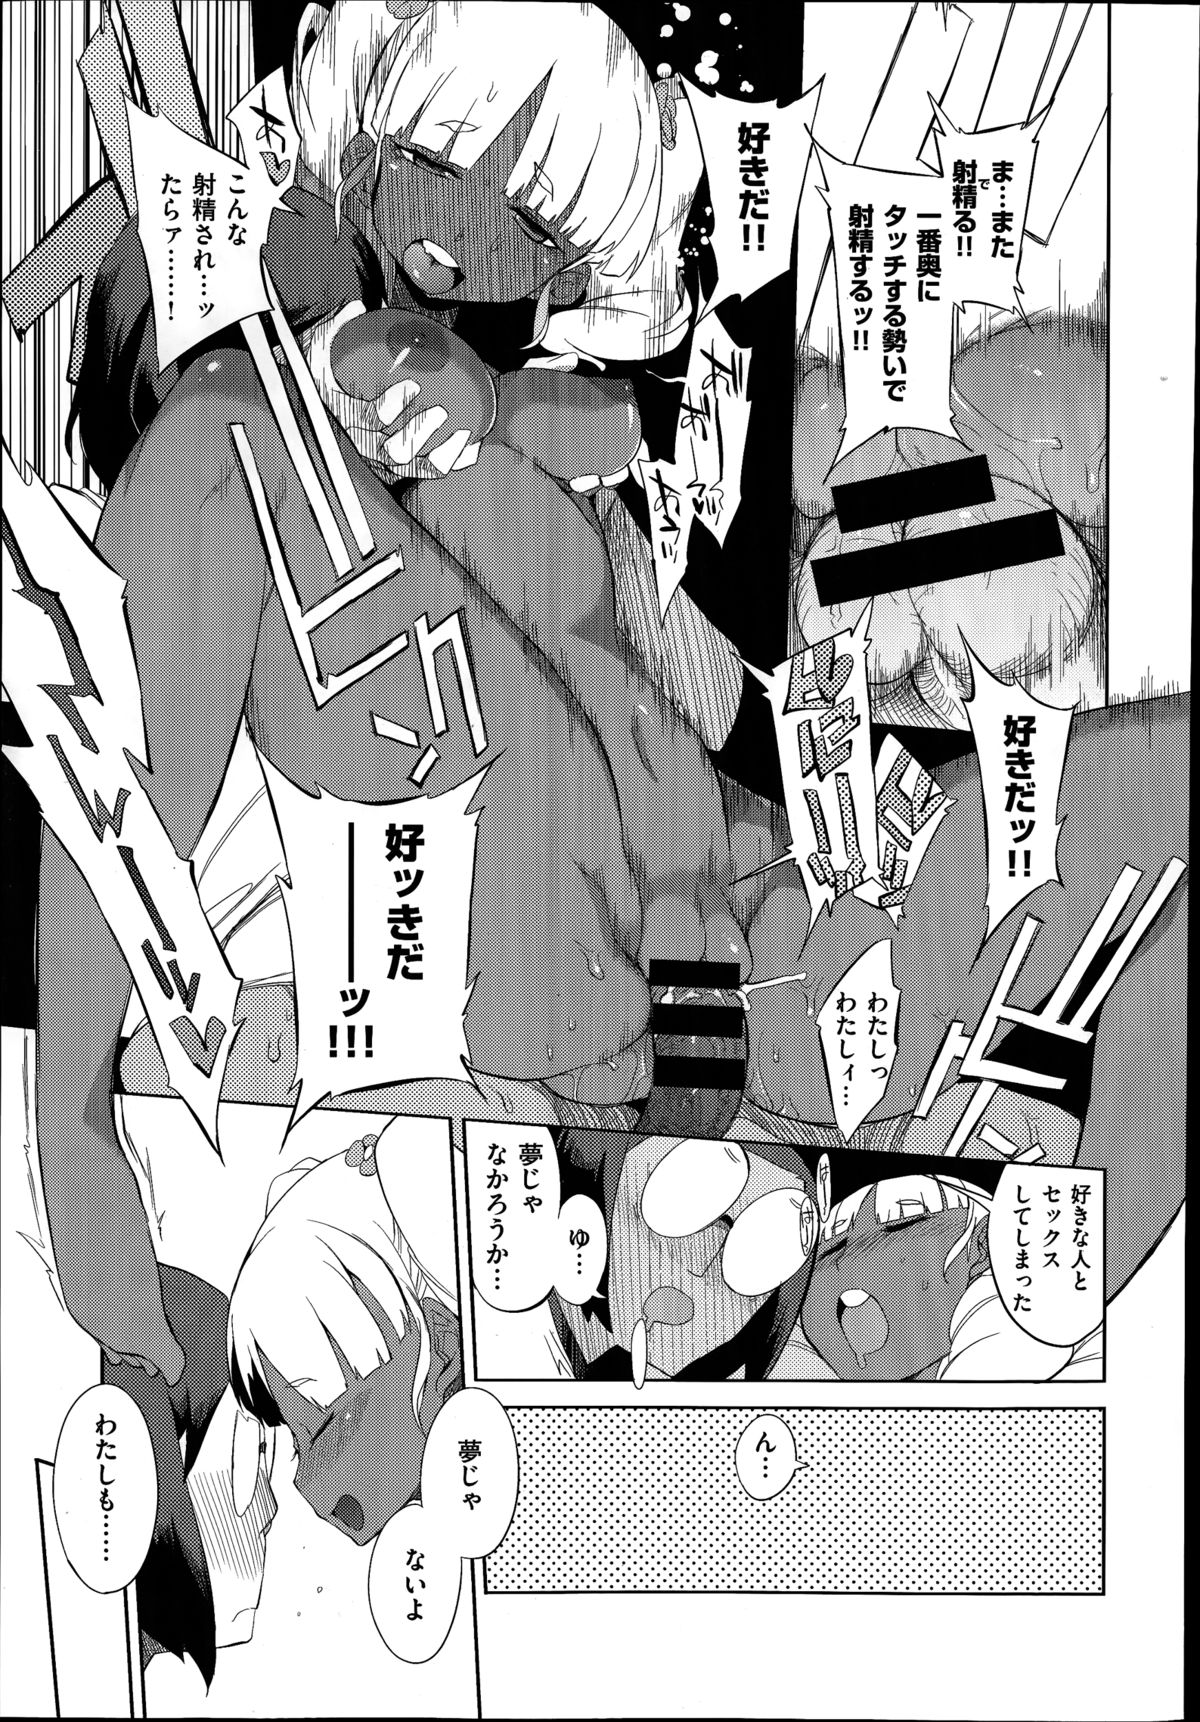 ま…また
射精る!!
で
一番奥に
タッチする勢いで
射精するッ!!
好きだ!!
あ♥
こんな
射精され…ッ
たらァ……!
好きだッ!!
好ッきだ
━━ッ!!!
わたしっ
わたしィ…
好きな人と
セックス
してしまった
ゆ…
夢じゃ
なかろうか…
ん…
夢じゃ
ないよ
わたしも……